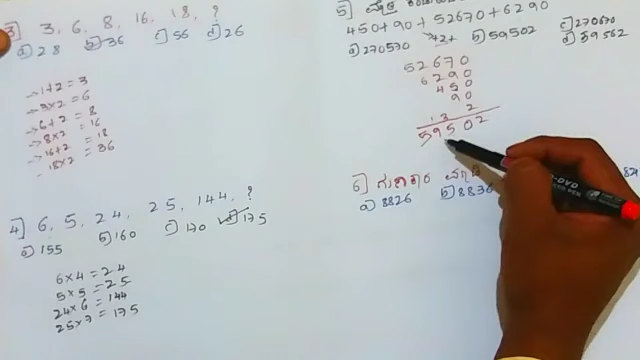 3] 3, 6, 8, 16, 18, ?
a) 28 b) 36 c) 56 d) 26
→ 1+2 = 3
→ 3×2 = 6
→ 6+2 = 8
→ 8×2 = 16
→ 16+2 = 18
→ 18×2 = 36
4] 6, 5, 24, 25, 144, ?
a) 155 b) 160 c) 170 d) 175
6×4 = 24
5×5 = 25
24×6 = 144
25×7 = 175
5]
450+90+52670+6290
a) 270570 +2+ b) 59502 c) 270670
d) 59562
52670
6290
450
90
2
59502
6] ಗುಣಾಕಾರ
a) 8826 b) 8836